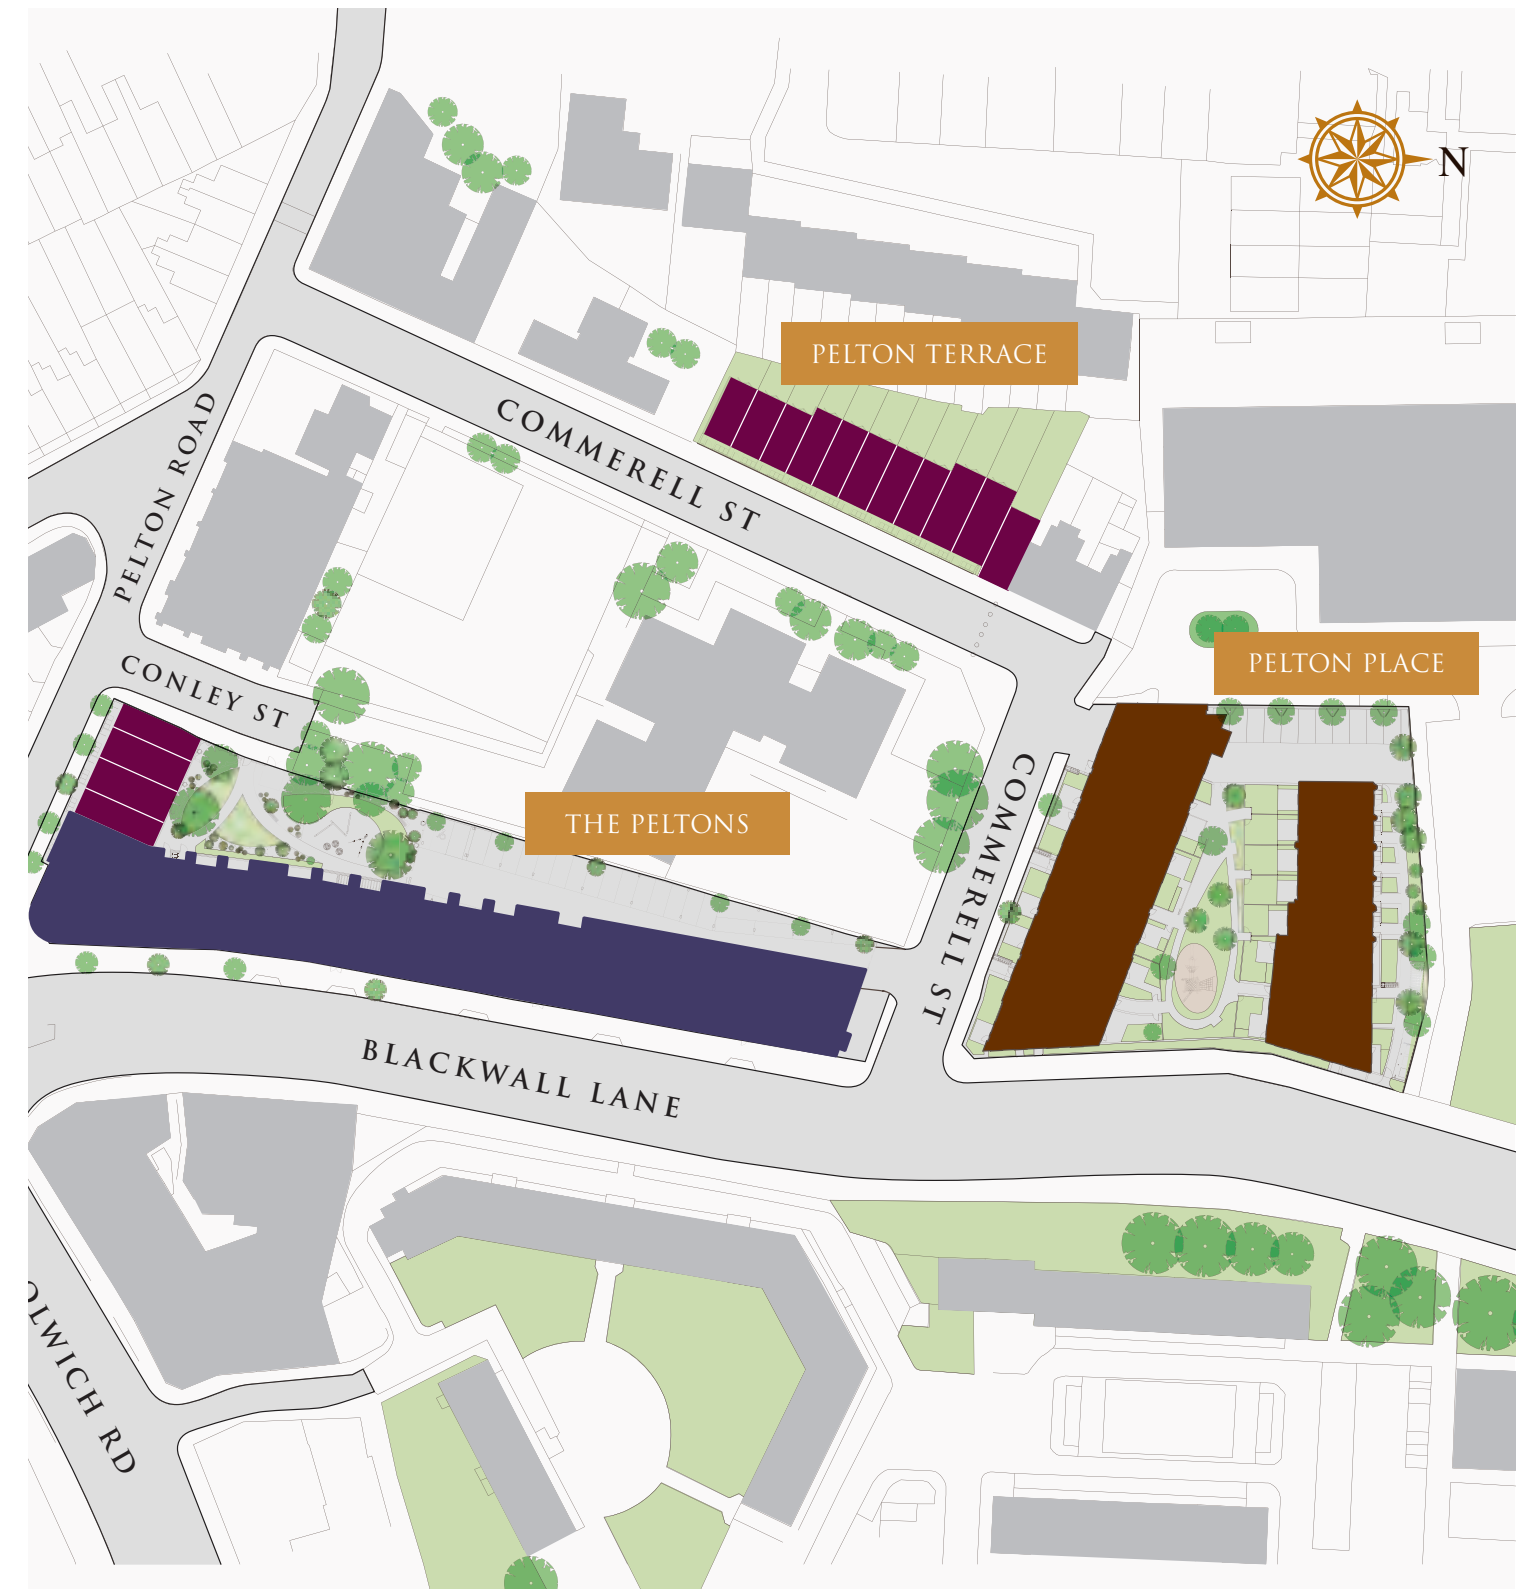 N
PELTON TERRACE
PELTON ROAD
COMMERELL ST
CONLEY ST
PELTON PLACE
THE PELTONS
COMMERELL ST
BLACKWALL LANE
OLWICH RD